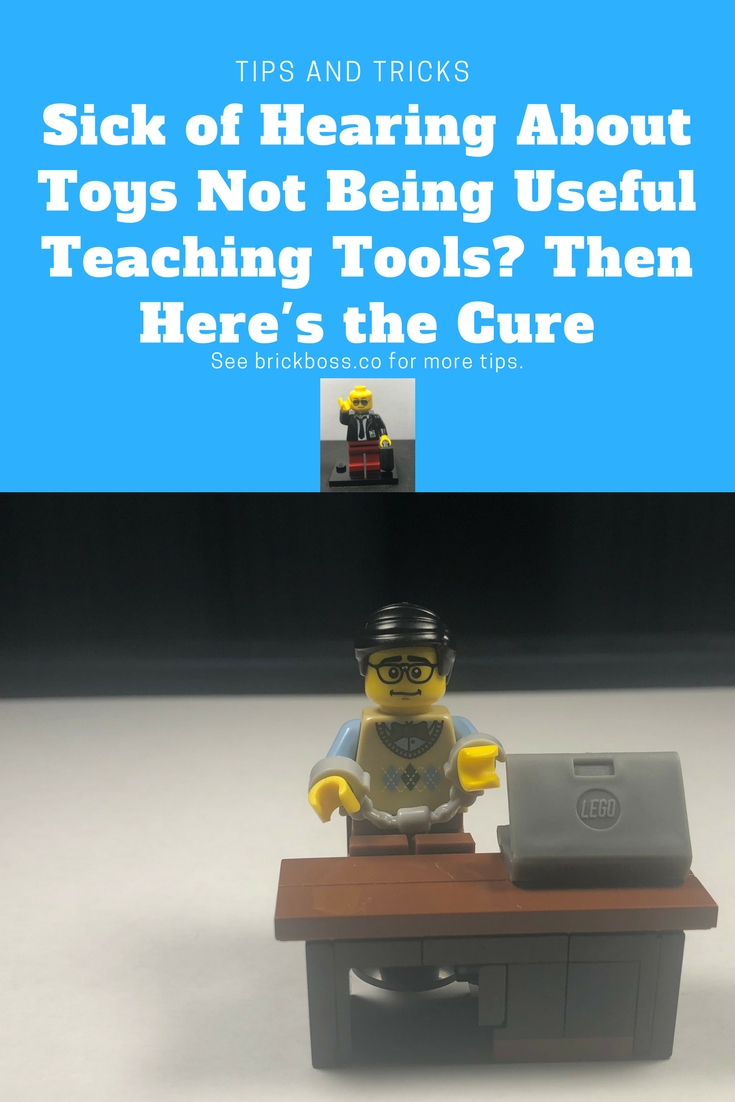 TIPS AND TRICKS
Sick of Hearing About
Toys Not Being Useful
Teaching Tools? Then
Here's the Cure
See brickboss.co for more tips.
LEGO